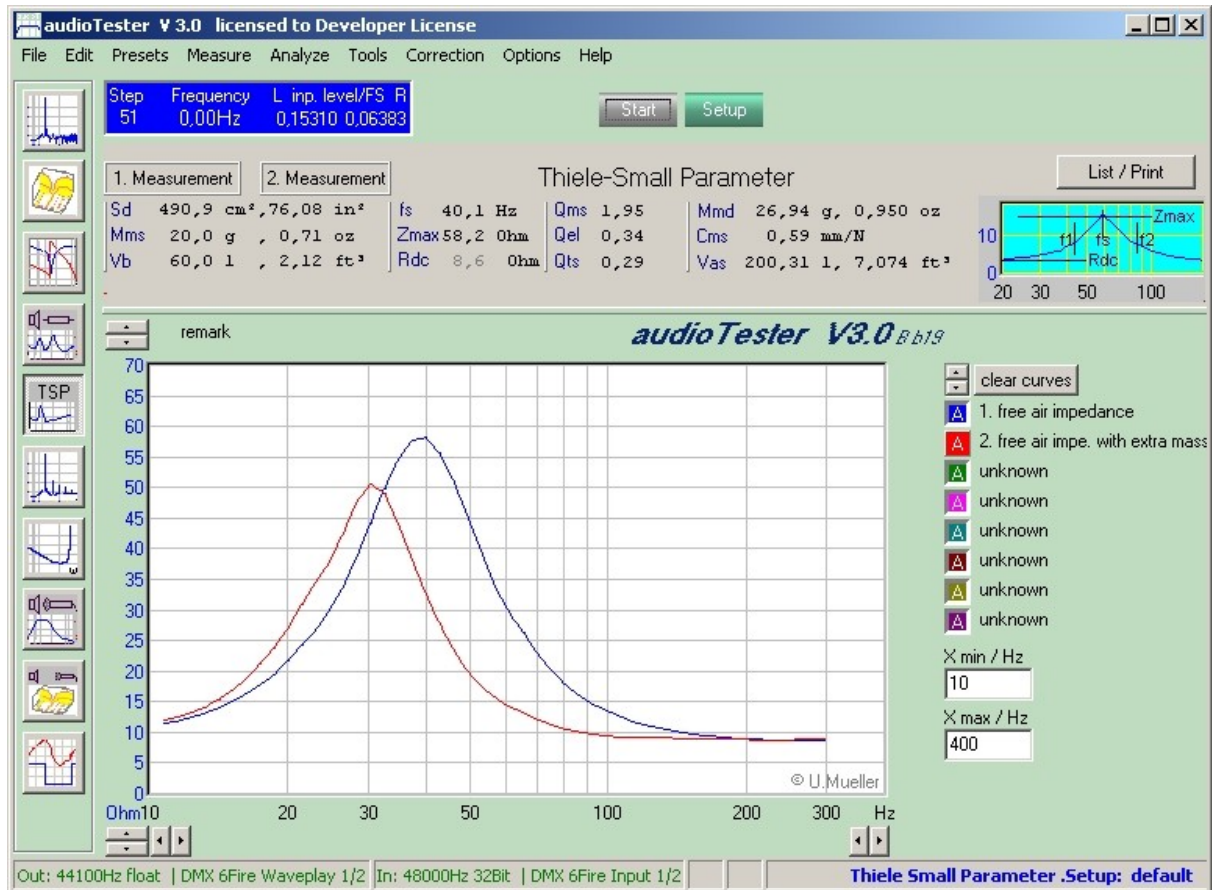 audioTester V 3.0 licensed to Developer License
File Edit Presets Measure Analyze Tools Correction Options Help
Step Frequency L inp. level/FS R
51 0,00Hz 0,15310 0,06383
Start Setup
1. Measurement 2. Measurement Thiele-Small Parameter List / Print
Sd 490,9 cm²,76,08 in² fs 40,1 Hz Qms 1,95 Mmd 26,94 g, 0,950 oz
Mms 20,0 g , 0,71 oz Zmax 58,2 Ohm Qel 0,34 Cms 0,59 mm/N
Vb 60,0 l , 2,12 ft³ Rdc 8,6 Ohm Qts 0,29 Vas 200,31 l, 7,074 ft³
Zmax
10 f1 fs f2
Rdc
0
20 30 50 100
remark audioTester V3.0 B b19
70
65
60
55
50
45
40
35
30
25
20
15
10
5
0
© U.Mueller
Ohm 10 20 30 50 100 200 300 Hz
clear curves
A 1. free air impedance
A 2. free air impe. with extra mass
A unknown
A unknown
A unknown
A unknown
A unknown
A unknown
X min / Hz
10
X max / Hz
400
TSP
Out: 44100Hz float | DMX 6Fire Waveplay 1/2 In: 48000Hz 32Bit | DMX 6Fire Input 1/2 Thiele Small Parameter .Setup: default